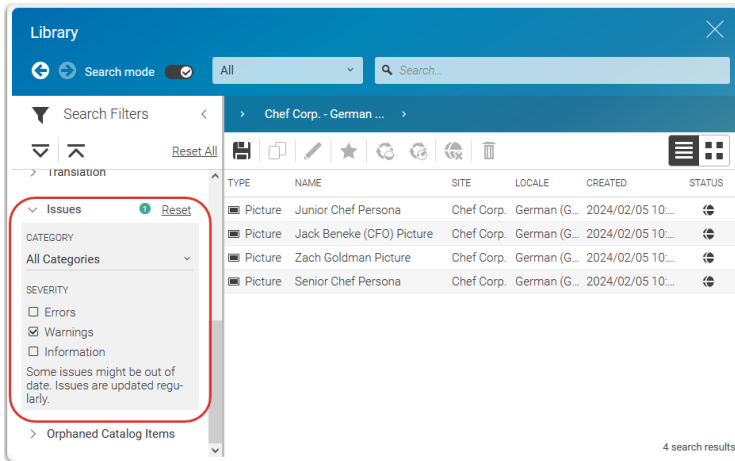 Library
Search mode
All
Search...
Search Filters
Chef Corp. - German ...
Reset All
Translation
Issues 1 Reset
CATEGORY
All Categories
SEVERITY
Errors
Warnings
Information
Some issues might be out of
date. Issues are updated regu-
larly.
Orphaned Catalog Items
TYPE NAME SITE LOCALE CREATED STATUS
Picture Junior Chef Persona Chef Corp. German (G... 2024/02/05 10:...
Picture Jack Beneke (CFO) Picture Chef Corp. German (G... 2024/02/05 10:...
Picture Zach Goldman Picture Chef Corp. German (G... 2024/02/05 10:...
Picture Senior Chef Persona Chef Corp. German (G... 2024/02/05 10:...
4 search results